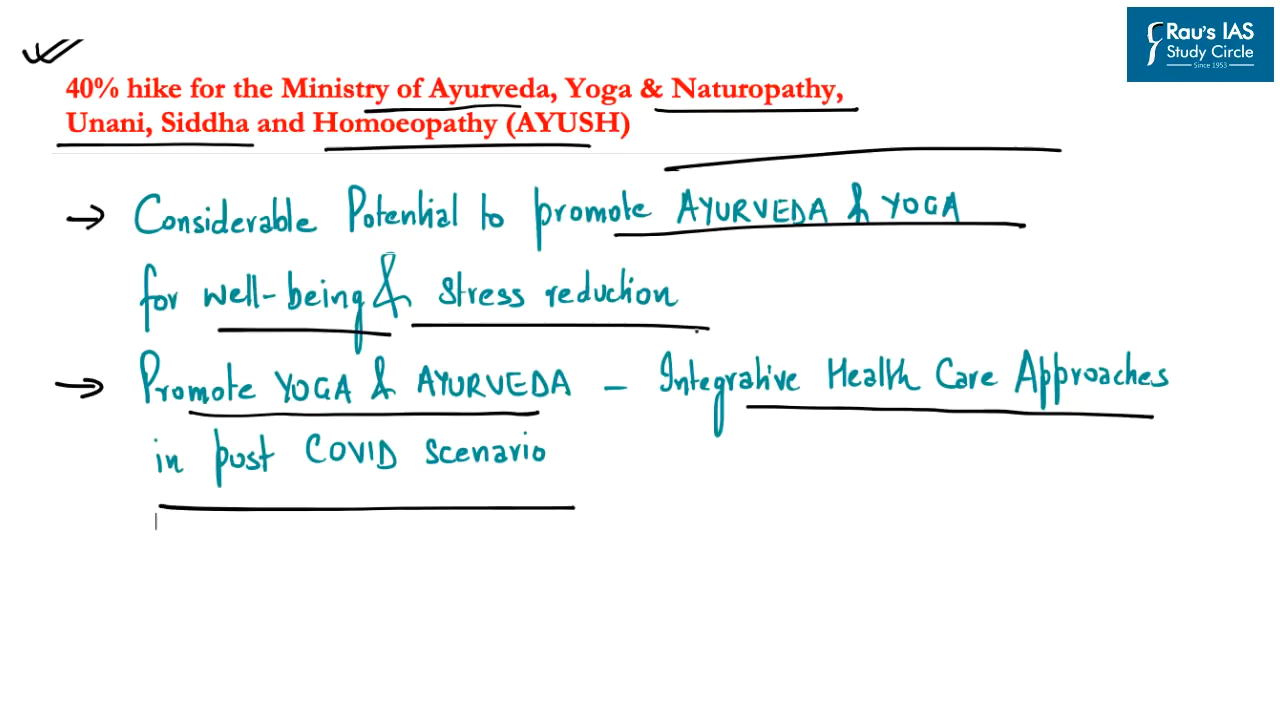 Rau's IAS
Study Circle
Since 1953
40% hike for the Ministry of Ayurveda, Yoga & Naturopathy,
Unani, Siddha and Homoeopathy (AYUSH)
→ Considerable Potential to promote AYURVEDA & YOGA
for well-being & stress reduction
→ Promote YOGA & AYURVEDA – Integrative Health Care Approaches
in post COVID scenario